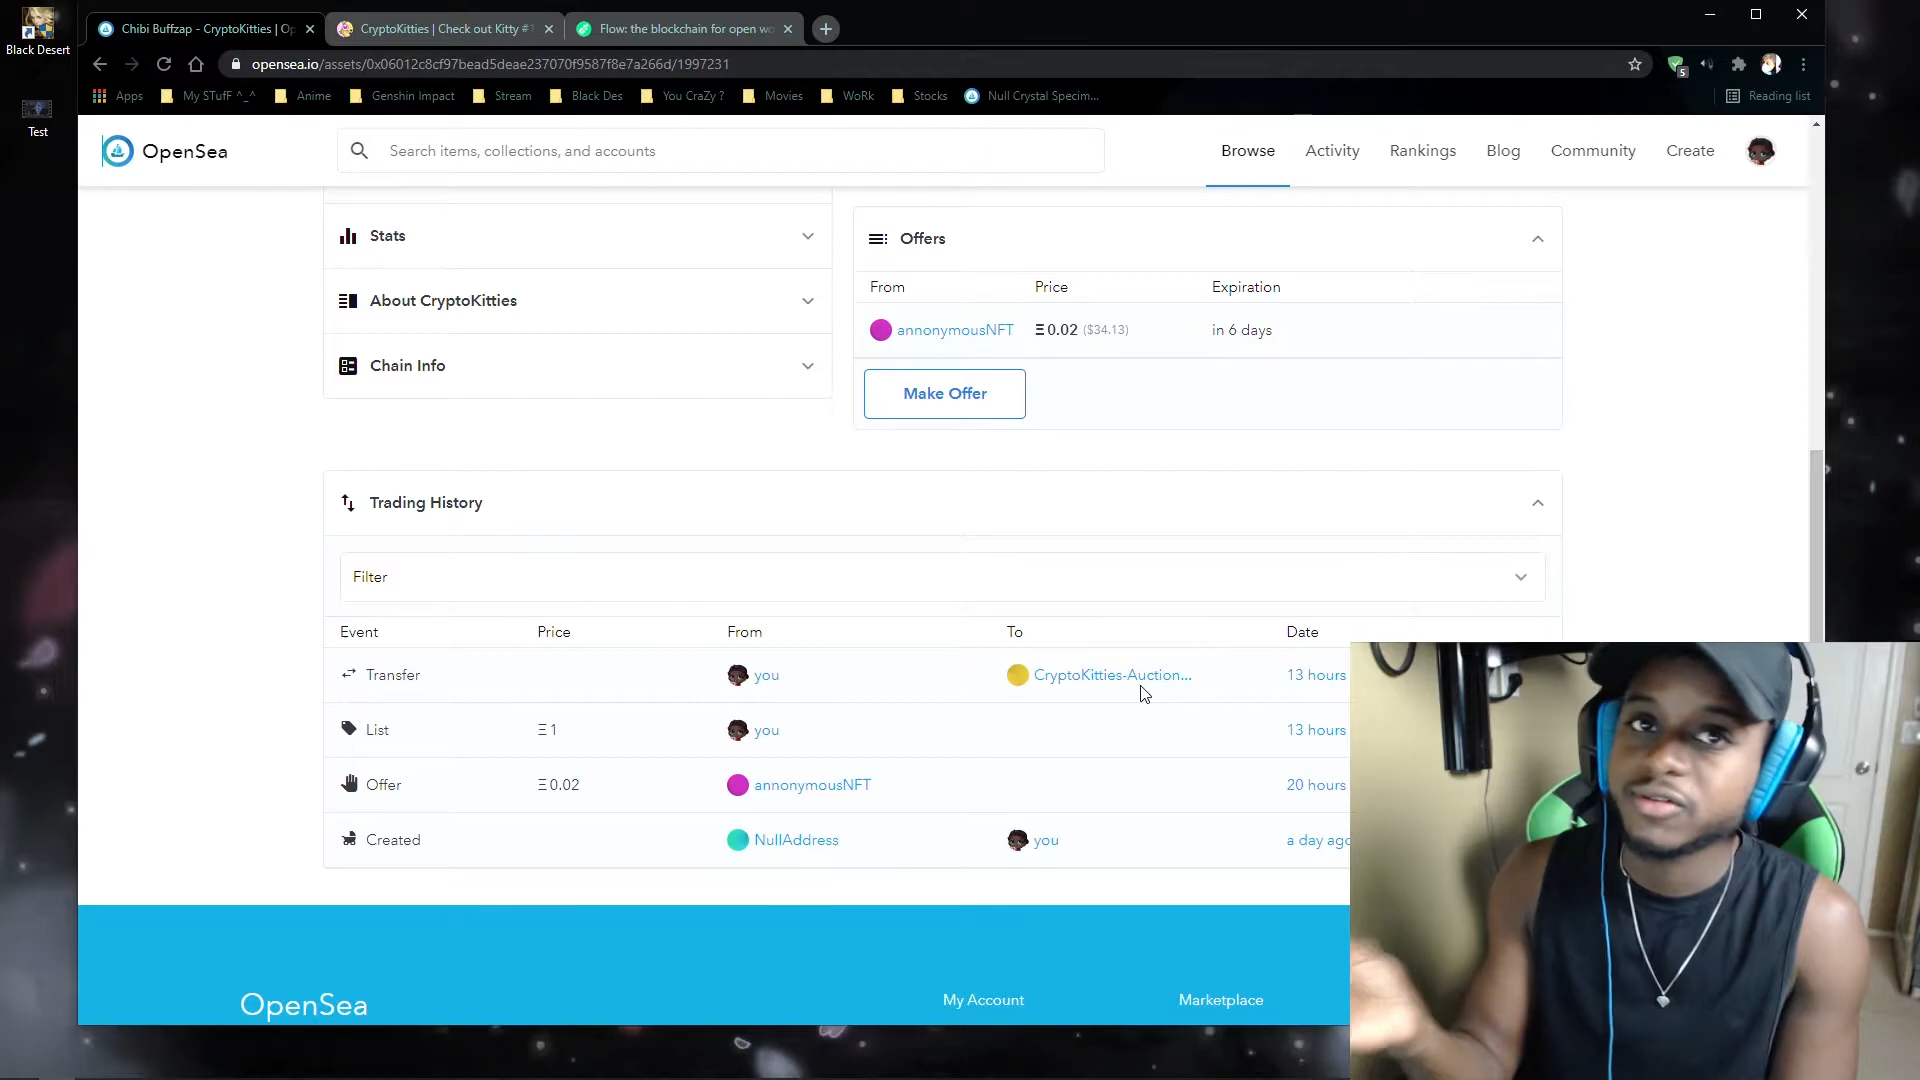 Black Desert
Test
Chibi Buffzap - CryptoKitties | Op
CryptoKitties | Check out Kitty #1
Flow: the blockchain for open wo
opensea.io/assets/0x06012c8cf97bead5deae237070f9587f8e7a266d/1997231
5
Apps
My STufF ^_^
Anime
Genshin Impact
Stream
Black Des
You CraZy ?
Movies
WoRk
Stocks
Null Crystal Specim...
Reading list
OpenSea
Search items, collections, and accounts
Browse
Activity
Rankings
Blog
Community
Create
Stats
About CryptoKitties
Chain Info
Offers
From Price Expiration
annonymousNFT Ξ 0.02 ($34.13) in 6 days
Make Offer
Trading History
Filter
Event Price From To Date
Transfer you CryptoKitties-Auction... 13 hours
List Ξ 1 you 13 hours
Offer Ξ 0.02 annonymousNFT 20 hours
Created NullAddress you a day ago
OpenSea
My Account
Marketplace